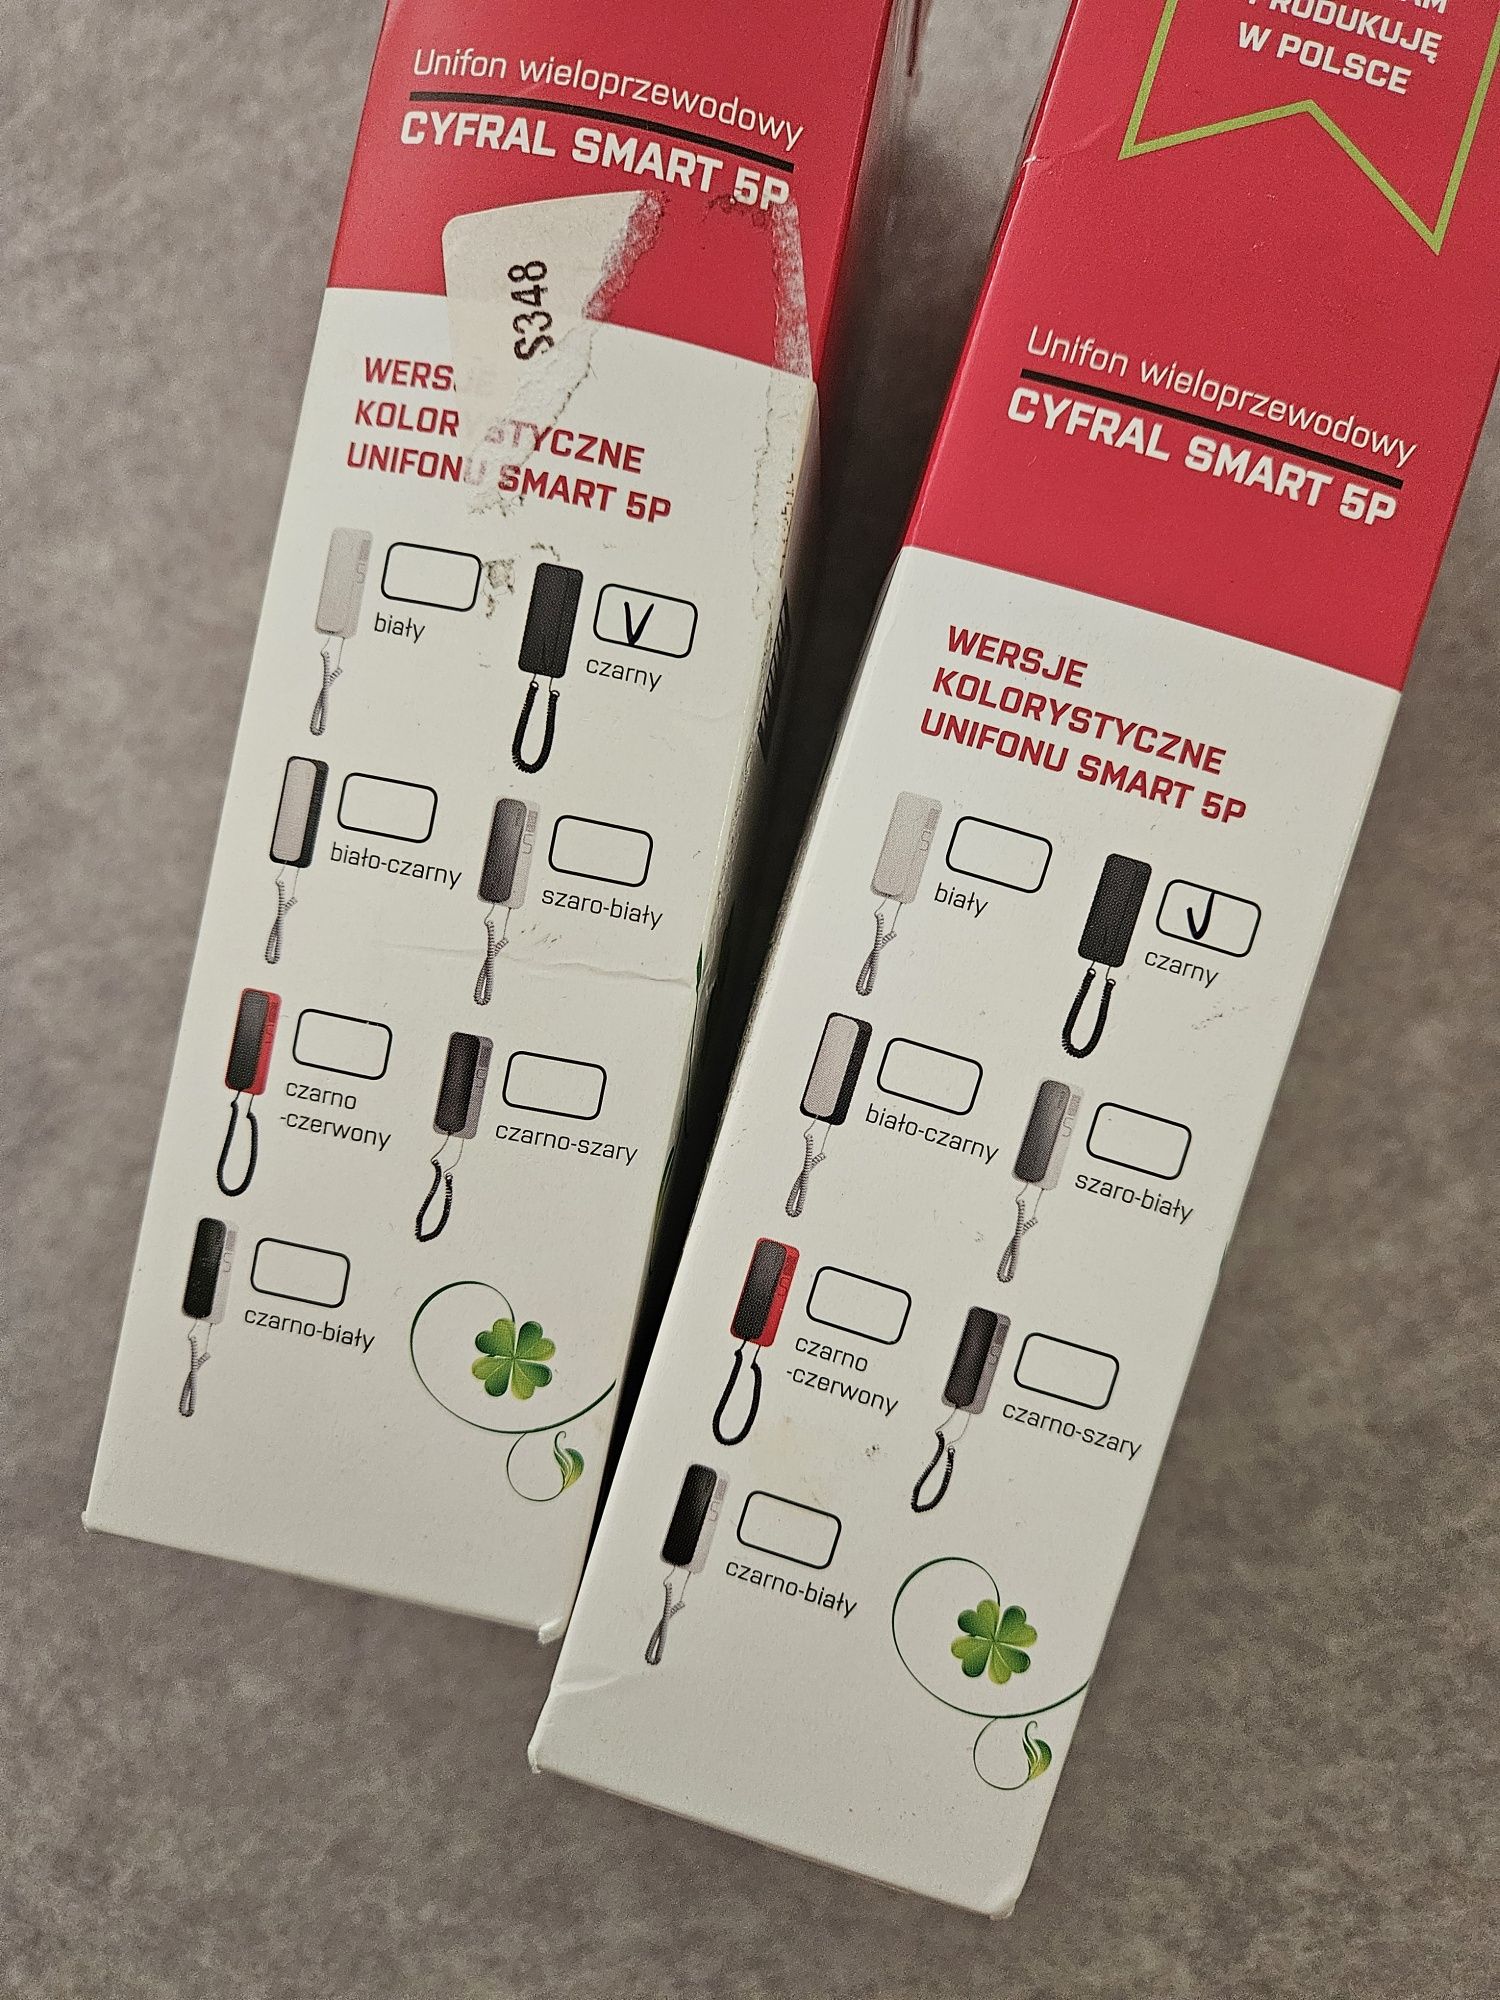 Unifon wieloprzewodowy
CYFRAL SMART 5P
S348
KOLOR STYCZNE
UNIFONU SMART 5P
biały
czarny
biało-czarny
szaro-biały
czarno
-czerwony
czarno-szary
czarno-biały
PRODUKUJĘ
W POLSCE
Unifon wieloprzewodowy
CYFRAL SMART 5P
WERSJE
KOLORYSTYCZNE
UNIFONU SMART 5P
biały
czarny
biało-czarny
szaro-biały
czarno
-czerwony
czarno-szary
czarno-biały